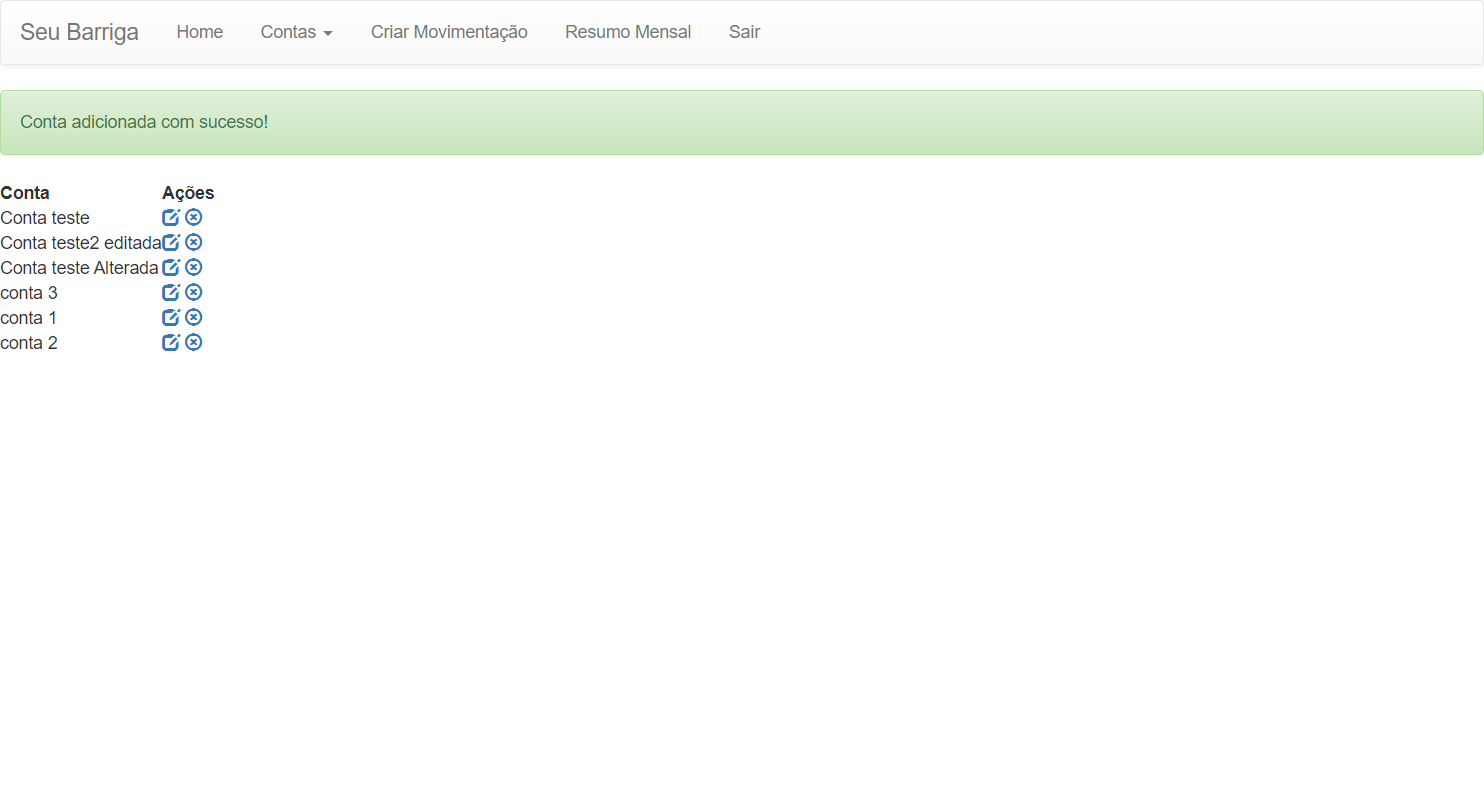 Seu Barriga Home Contas Criar Movimentação Resumo Mensal Sair
Conta adicionada com sucesso!
Conta Ações
Conta teste
Conta teste2 editada
Conta teste Alterada
conta 3
conta 1
conta 2